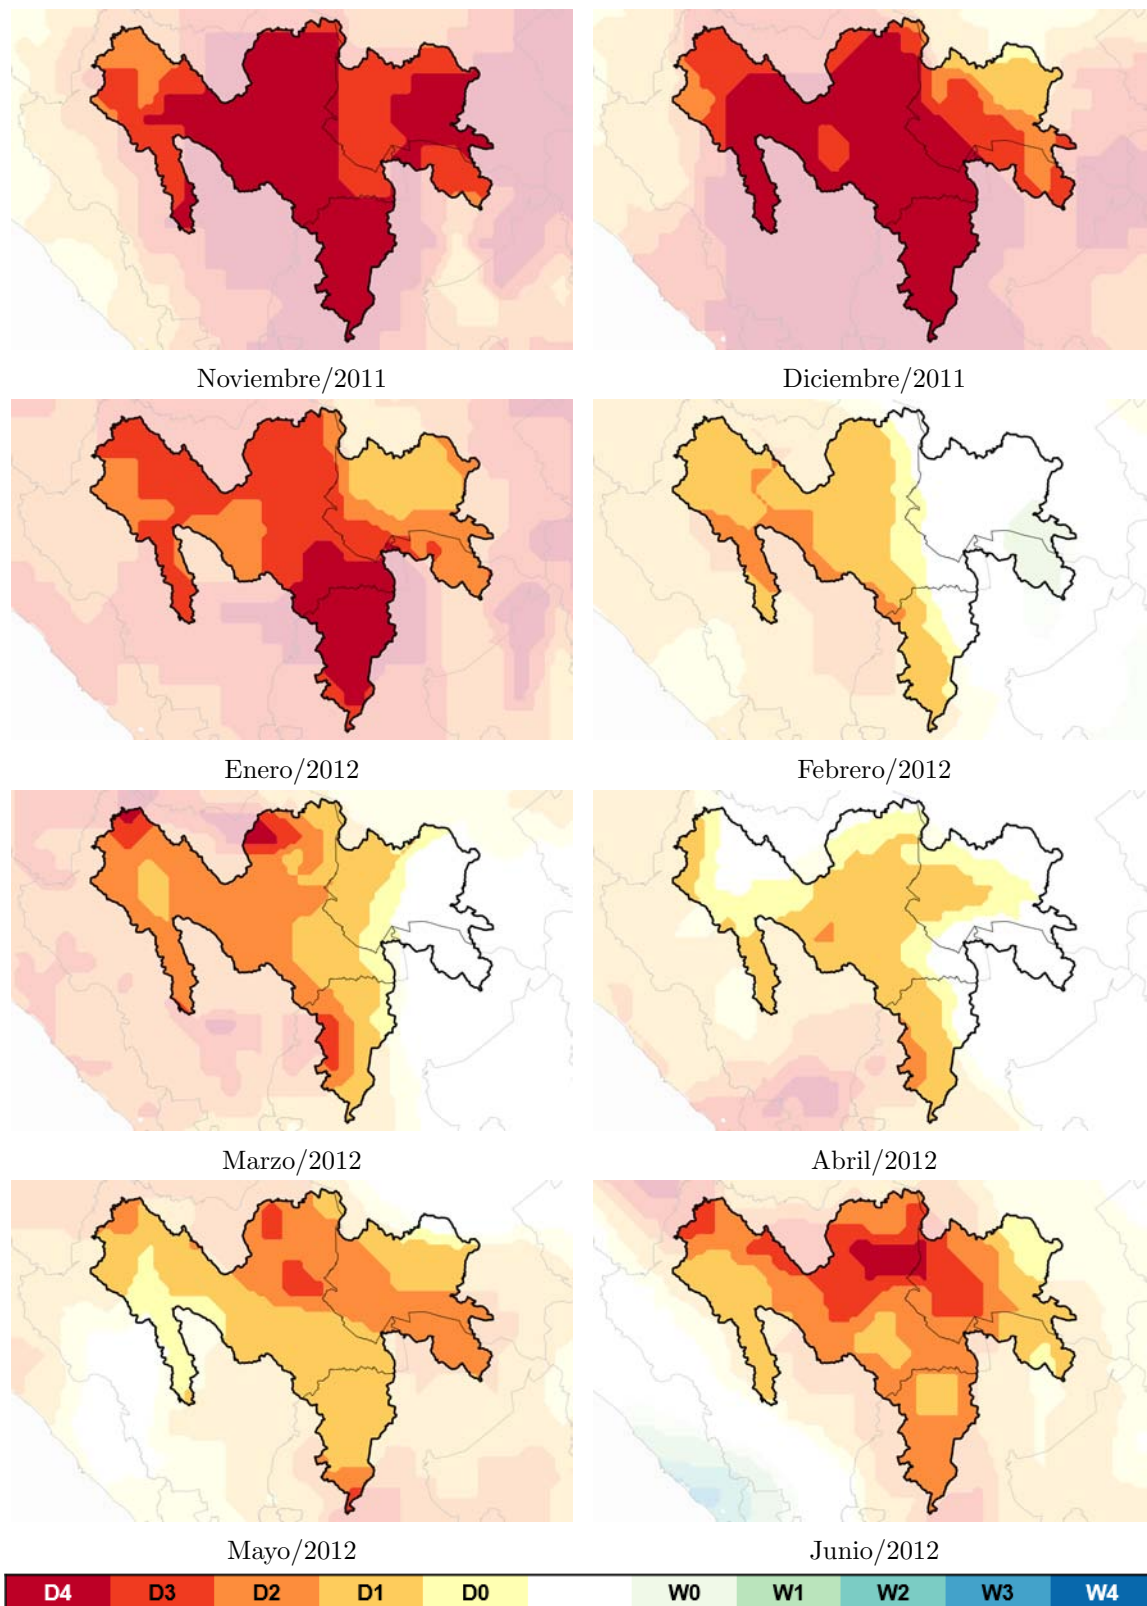 Noviembre/2011 Diciembre/2011
Enero/2012 Febrero/2012
Marzo/2012 Abril/2012
Mayo/2012 Junio/2012
D4 D3 D2 D1 D0 W0 W1 W2 W3 W4